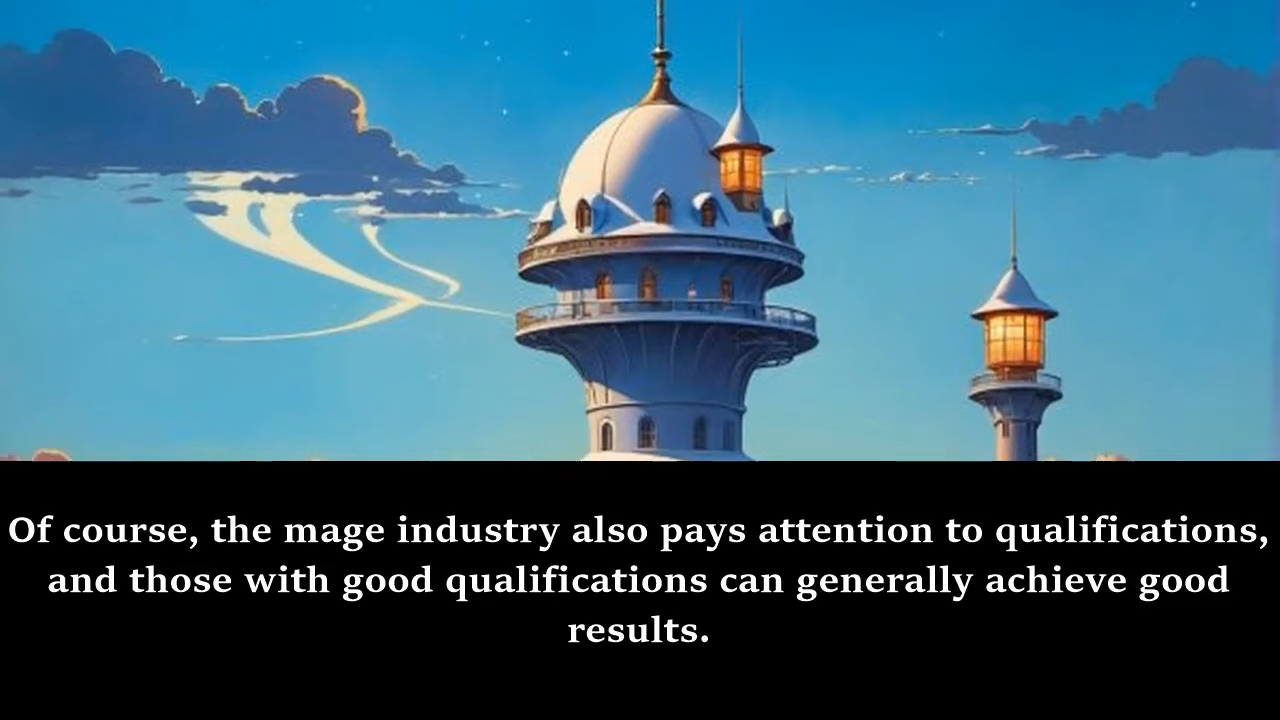 Of course, the mage industry also pays attention to qualifications,
and those with good qualifications can generally achieve good
results.